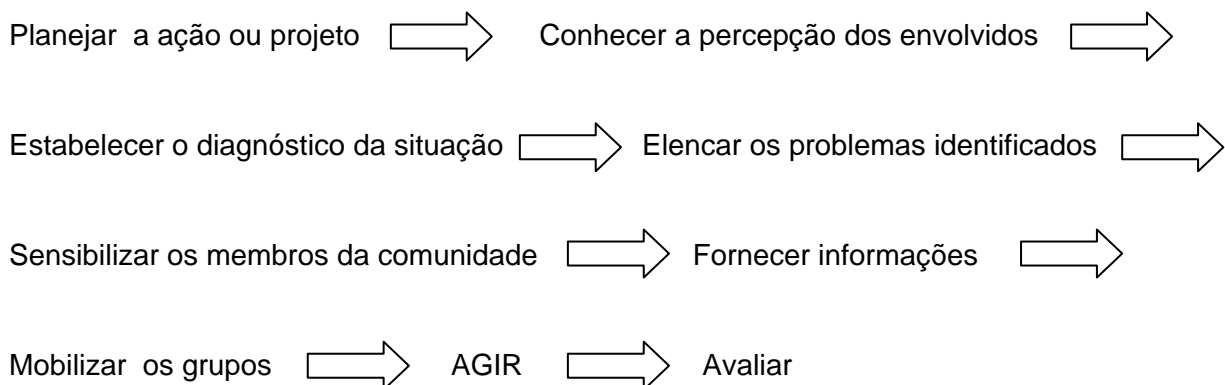 Planejar a ação ou projeto Conhecer a percepção dos envolvidos
Estabelecer o diagnóstico da situação Elencar os problemas identificados
Sensibilizar os membros da comunidade Fornecer informações
Mobilizar os grupos AGIR Avaliar